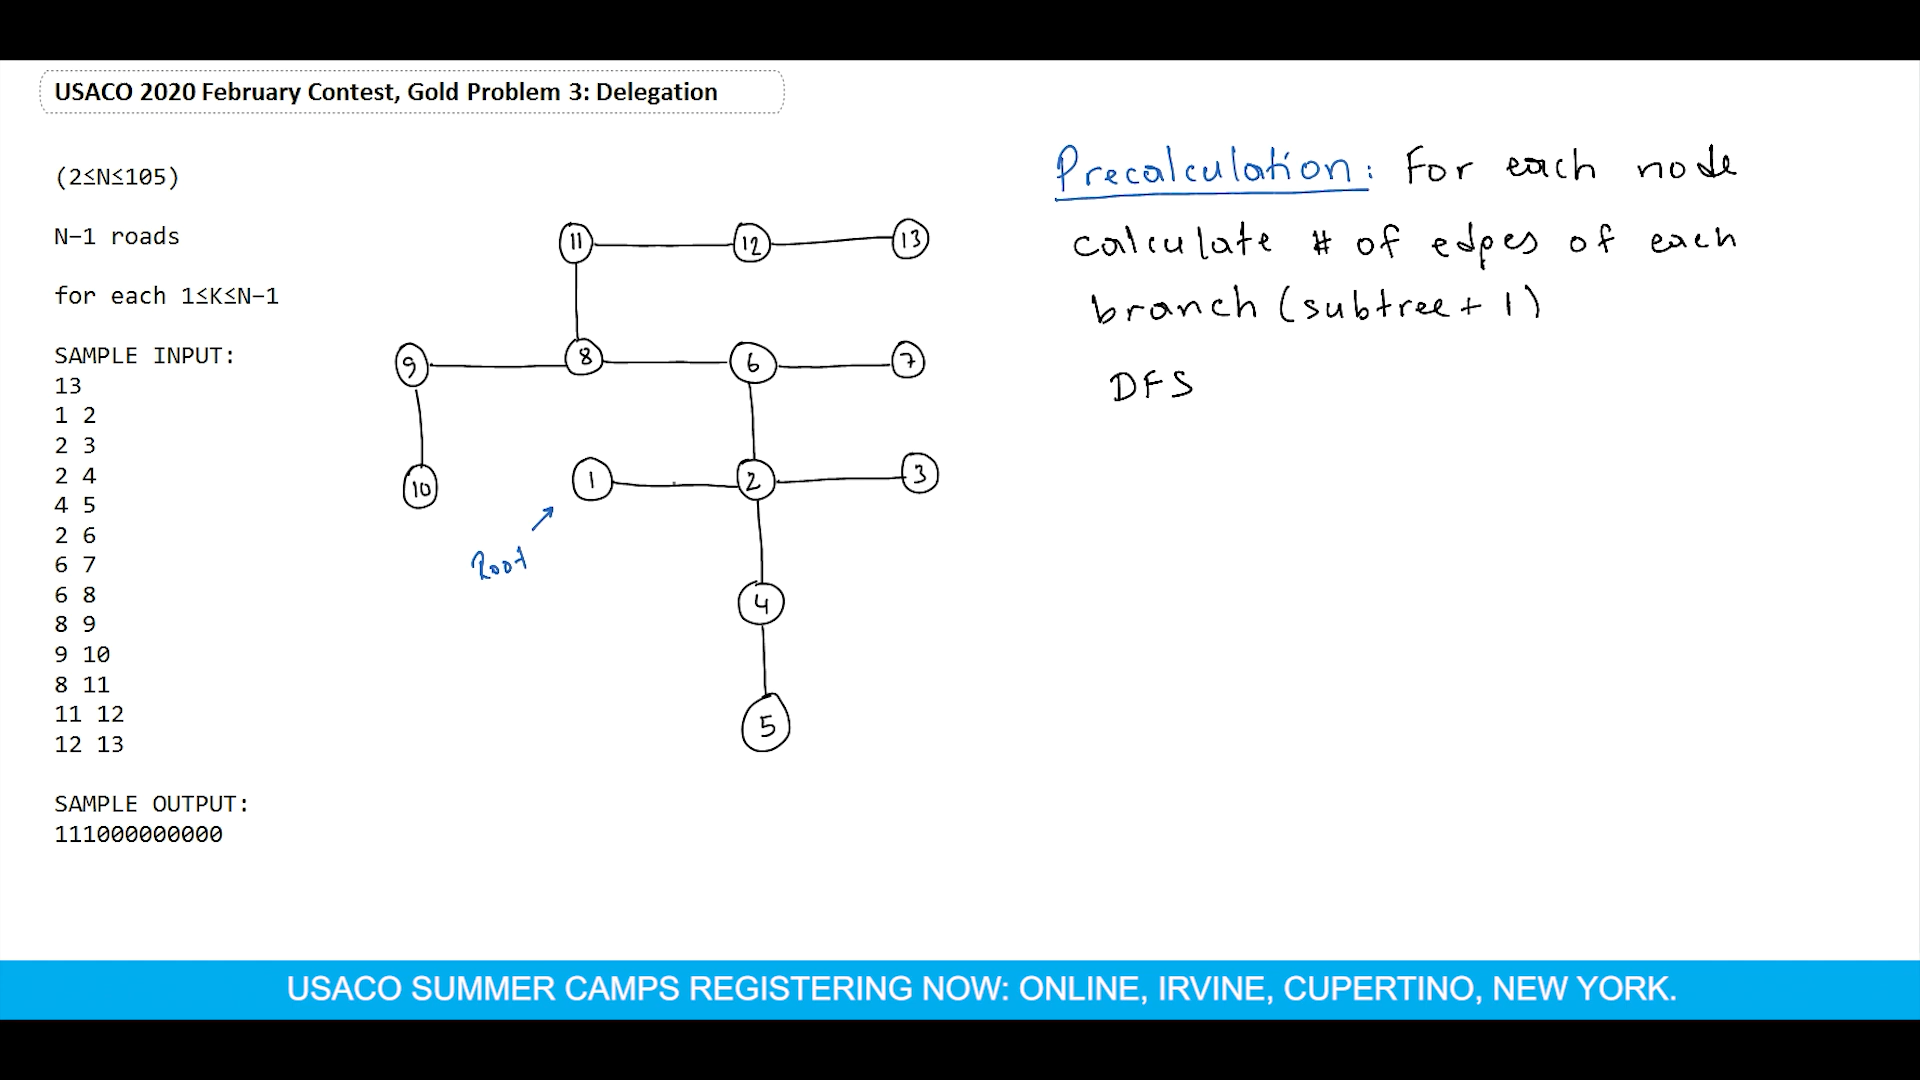 USACO 2020 February Contest, Gold Problem 3: Delegation
(2≤N≤105)
N-1 roads
for each 1≤K≤N-1
SAMPLE INPUT:
13
1 2
2 3
2 4
4 5
2 6
6 7
6 8
8 9
9 10
8 11
11 12
12 13
SAMPLE OUTPUT:
111000000000
11
12
13
9
8
6
7
10
1
2
3
Root
4
5
Precalculation: For each node
calculate # of edges of each
branch (subtree + 1)
DFS
USACO SUMMER CAMPS REGISTERING NOW: ONLINE, IRVINE, CUPERTINO, NEW YORK.